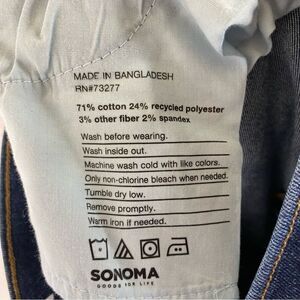 MADE IN BANGLADESH
RN#73277
71% cotton 24% recycled polyester
3% other fiber 2% spandex
Wash before wearing.
Wash inside out.
Machine wash cold with like colors.
Only non-chlorine bleach when needed.
Tumble dry low.
Remove promptly.
Warm iron if needed.
SONOMA
GOODS FOR LIFE